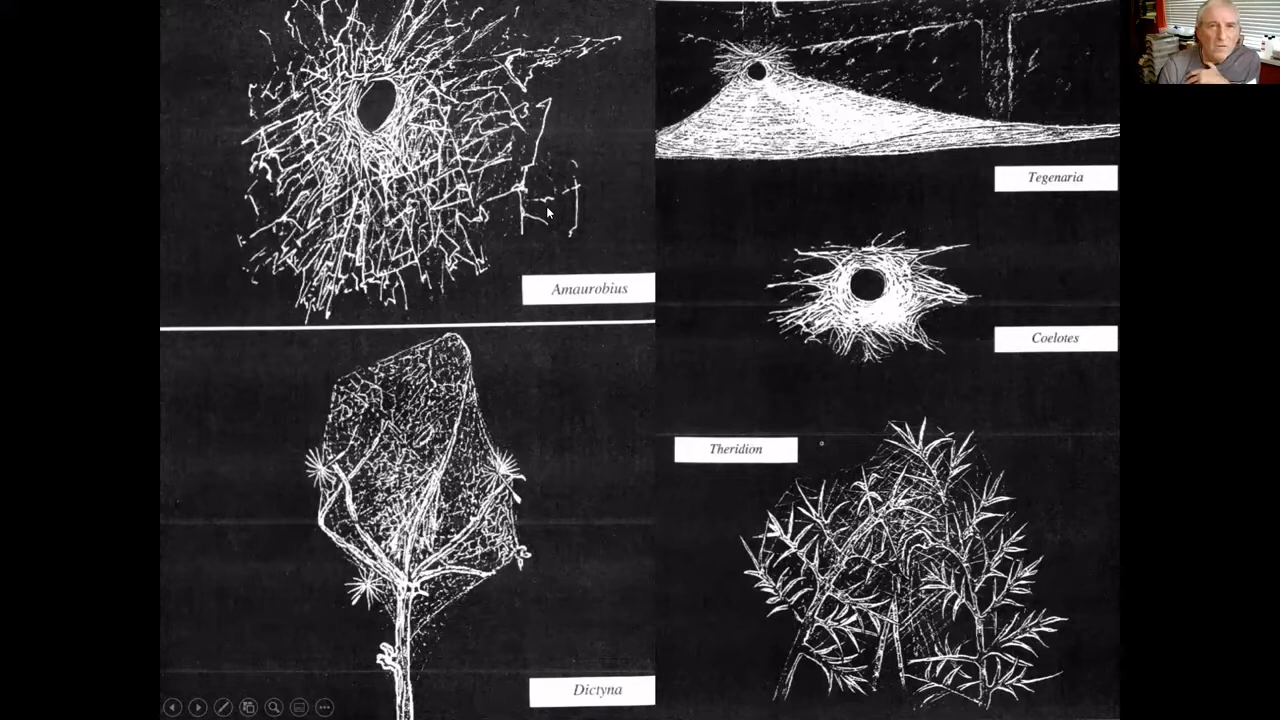 Amaurobius
Tegenaria
Coelotes
Theridion
Dictyna